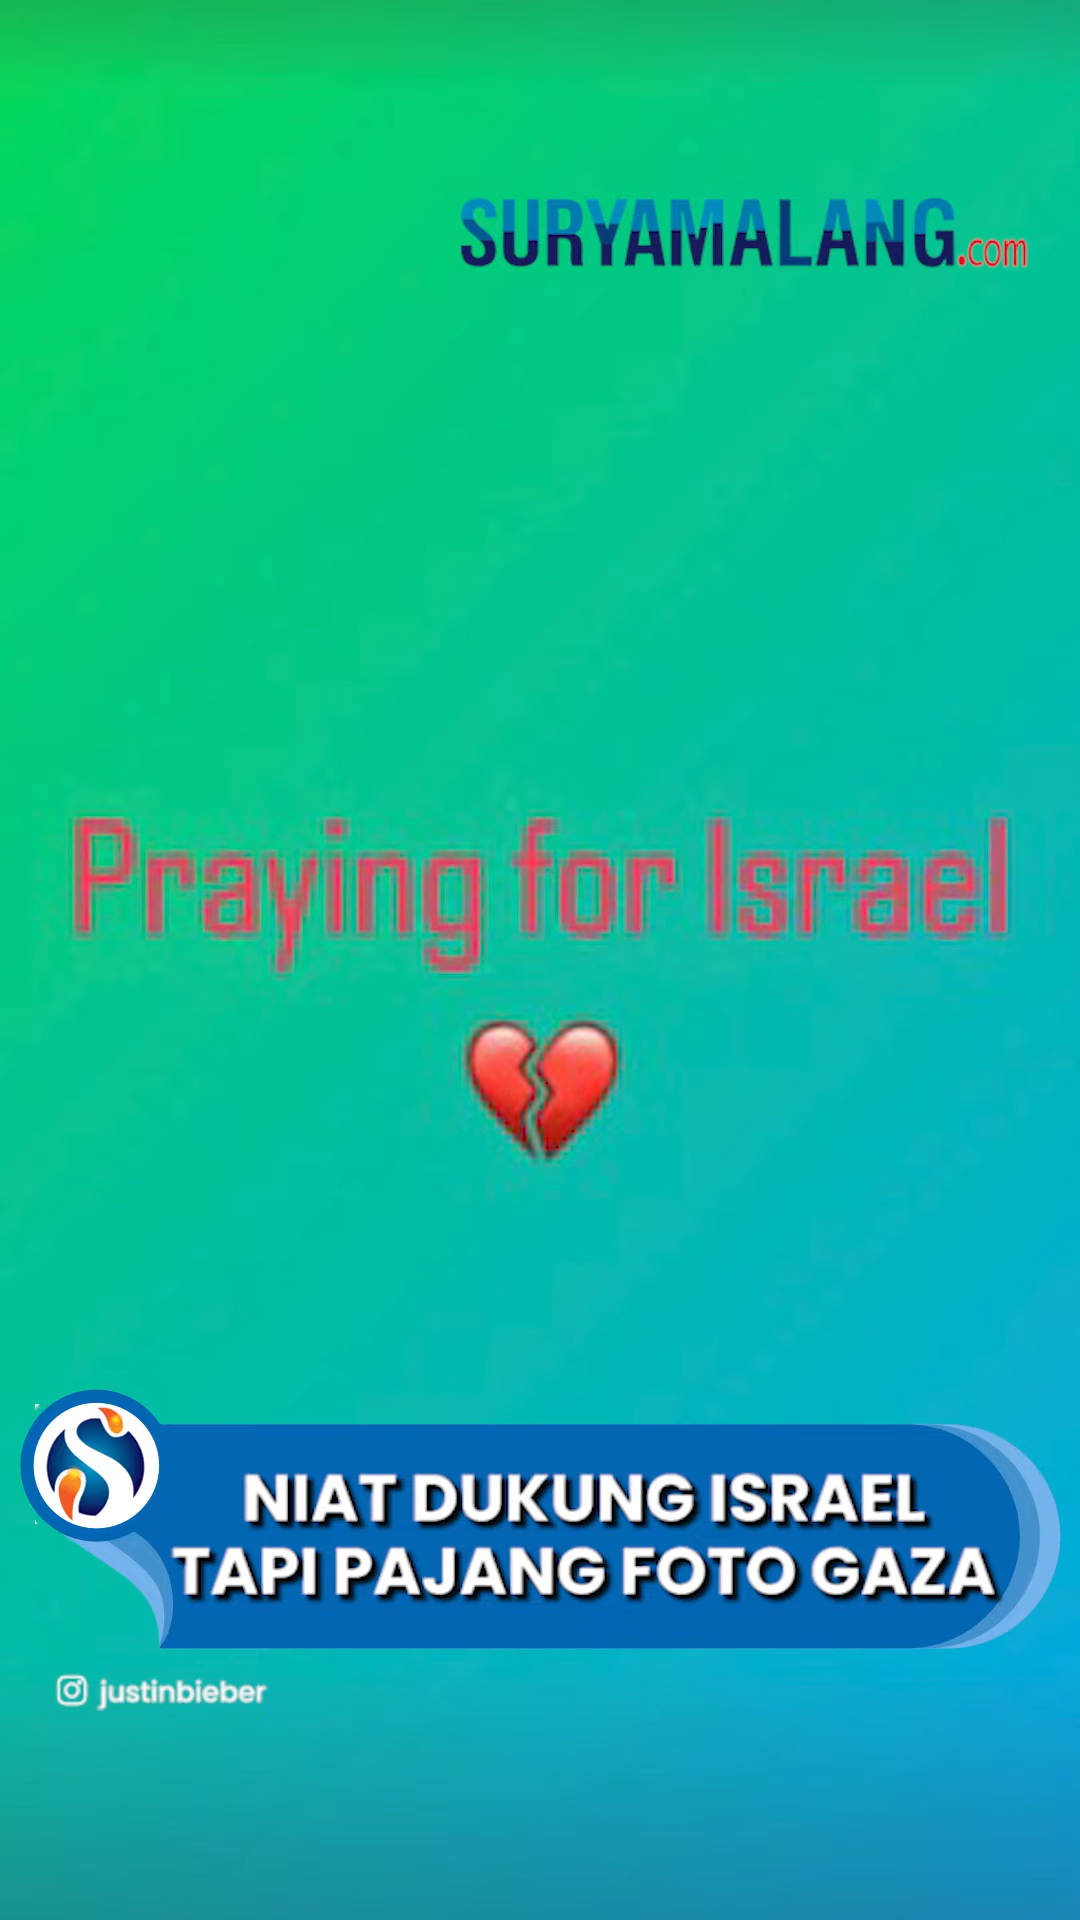 SURYAMALANG.com
Praying for Israel
NIAT DUKUNG ISRAEL
TAPI PAJANG FOTO GAZA
justinbieber